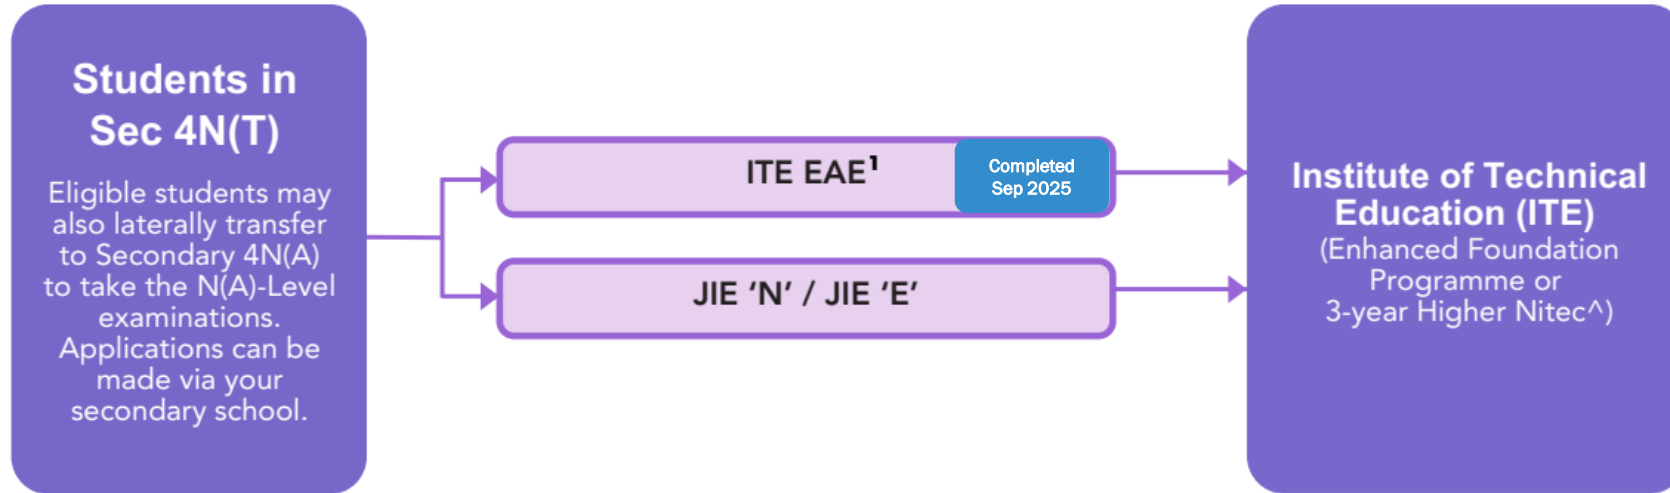 Students in
Sec 4N(T)
Eligible students may
also laterally transfer
to Secondary 4N(A)
to take the N(A)-Level
examinations.
Applications can be
made via your
secondary school.
ITE EAE¹
Completed
Sep 2025
JIE ‘N’ / JIE ‘E’
Institute of Technical
Education (ITE)
(Enhanced Foundation
Programme or
3-year Higher Nitec^)